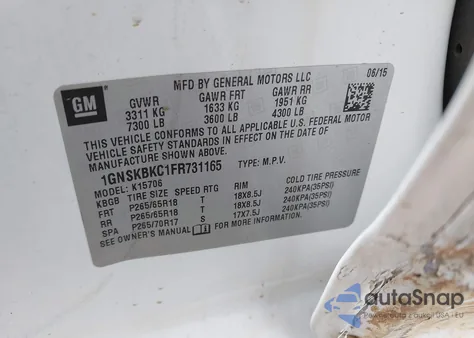 GM
MFD BY GENERAL MOTORS LLC
06/15
GVWR GAWR FRT GAWR RR
3311 KG 1633 KG 1951 KG
7300 LB 3600 LB 4300 LB
THIS VEHICLE CONFORMS TO ALL APPLICABLE U.S. FEDERAL MOTOR
VEHICLE SAFETY STANDARDS IN EFFECT ON THE DATE OF
MANUFACTURE SHOWN ABOVE.
1GNSKBKC1FR731165 TYPE: M.P.V.
MODEL: K15706
KBGB TIRE SIZE SPEED RTG RIM COLD TIRE PRESSURE
FRT P265/65R18 T 18X8.5J 240KPA(35PSI)
RR P265/65R18 T 18X8.5J 240KPA(35PSI)
SPA P265/70R17 T 17X7.5J 240KPA(35PSI)
SEE OWNER'S MANUAL
autoSnap